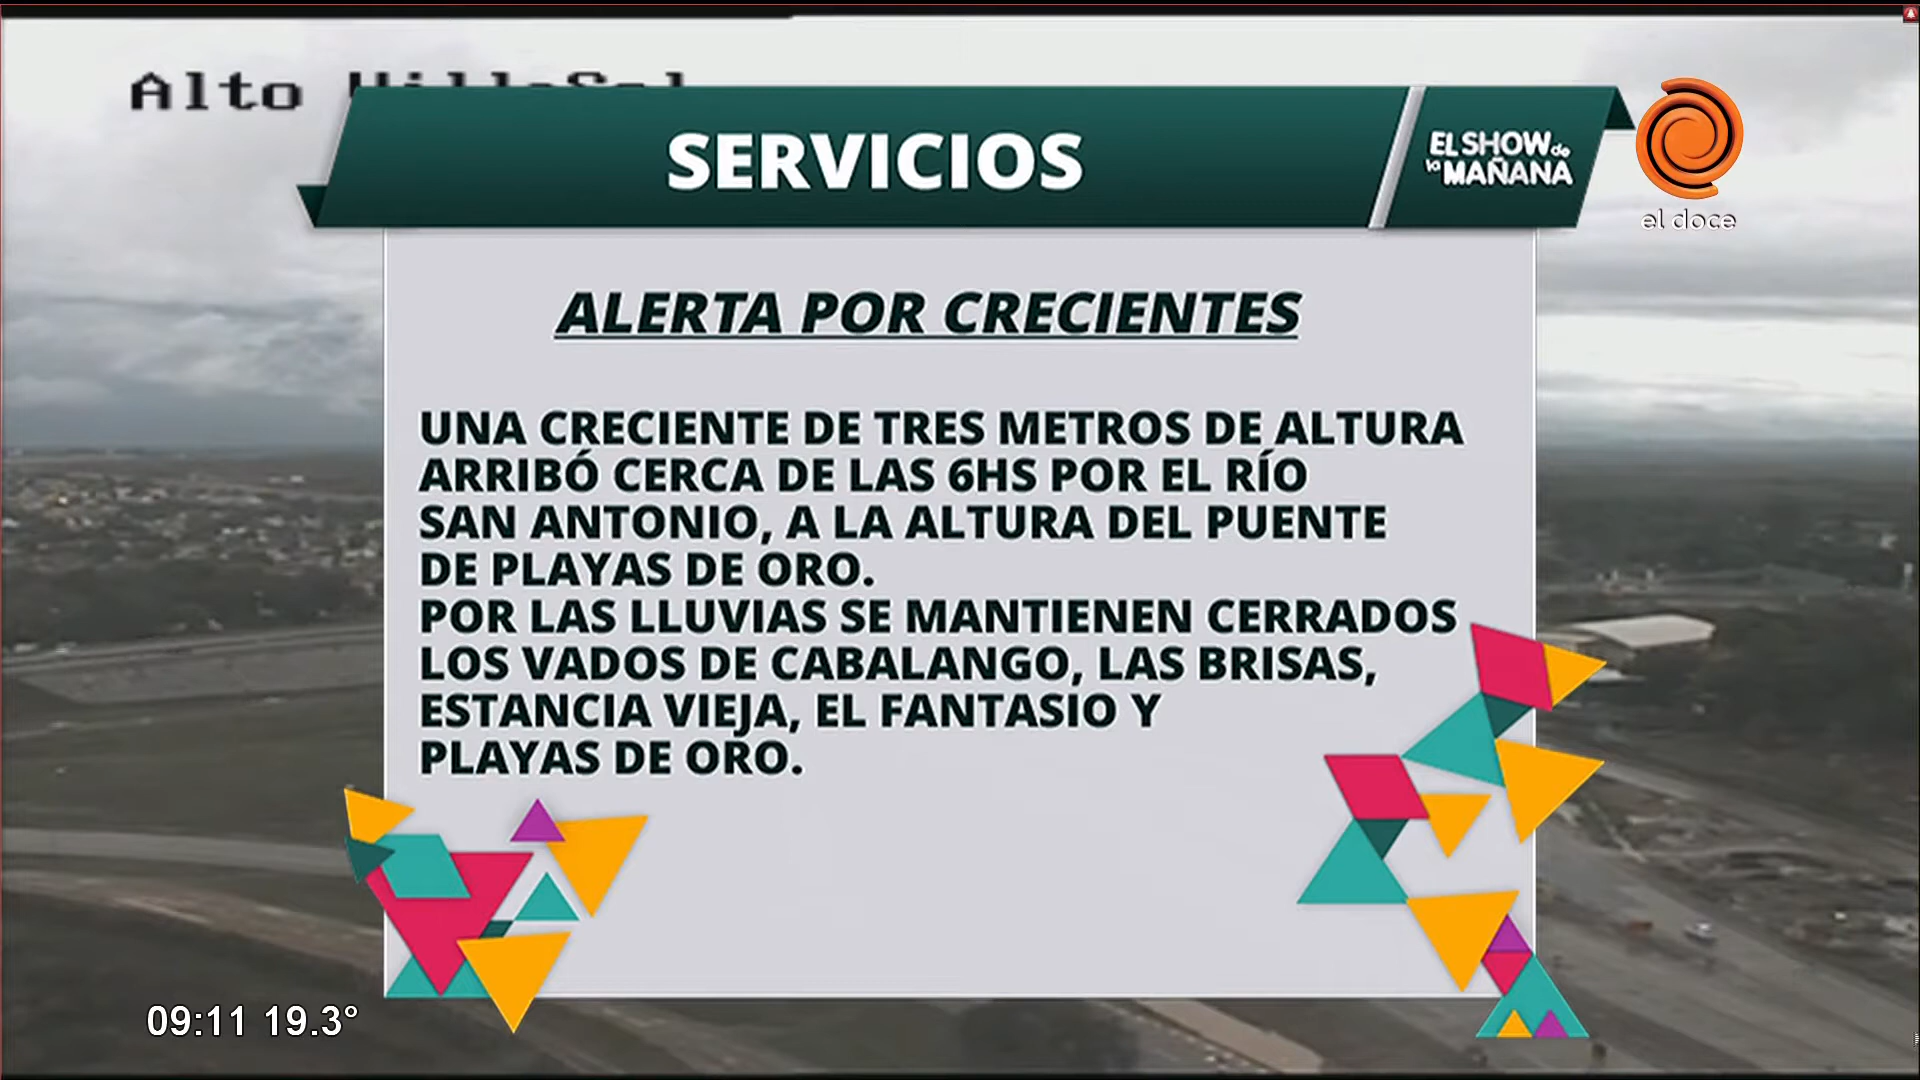 Alto
SERVICIOS
EL SHOW de
la MAÑANA
el doce
ALERTA POR CRECIENTES
UNA CRECIENTE DE TRES METROS DE ALTURA
ARRIBÓ CERCA DE LAS 6HS POR EL RÍO
SAN ANTONIO, A LA ALTURA DEL PUENTE
DE PLAYAS DE ORO.
POR LAS LLUVIAS SE MANTIENEN CERRADOS
LOS VADOS DE CABALANGO, LAS BRISAS,
ESTANCIA VIEJA, EL FANTASIO Y
PLAYAS DE ORO.
09:11 19.3°